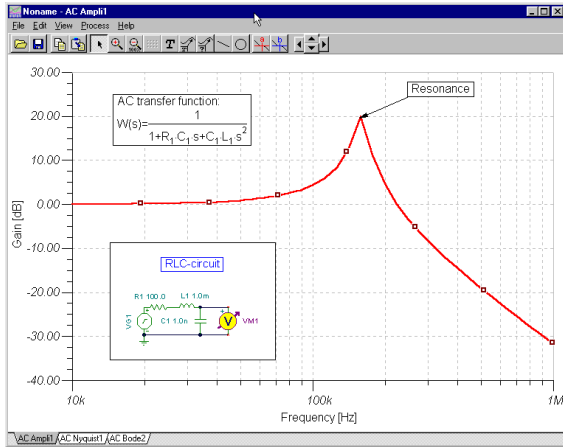 Noname - AC Ampli1
File Edit View Process Help
30.00
20.00
10.00
0.00
-10.00
-20.00
-30.00
-40.00
Gain [dB]
AC transfer function:
W(s)= 1 / 1+R1·C1·s+C1·L1·s²
Resonance
RLC-circuit
R1 100.0
L1 1.0m
VG1
C1 1.0n
V
VM1
10k
100k
1M
Frequency [Hz]
AC Ampli1 AC Nyquist1 AC Bode2